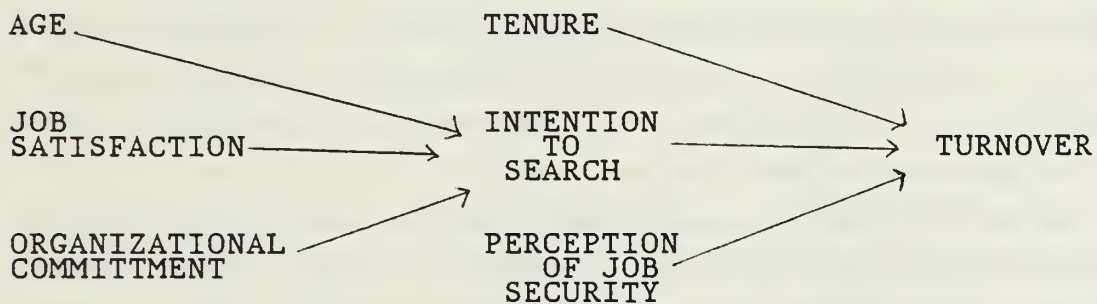 AGE
TENURE
JOB
SATISFACTION
INTENTION
TO
SEARCH
TURNOVER
ORGANIZATIONAL
COMMITTMENT
PERCEPTION
OF JOB
SECURITY